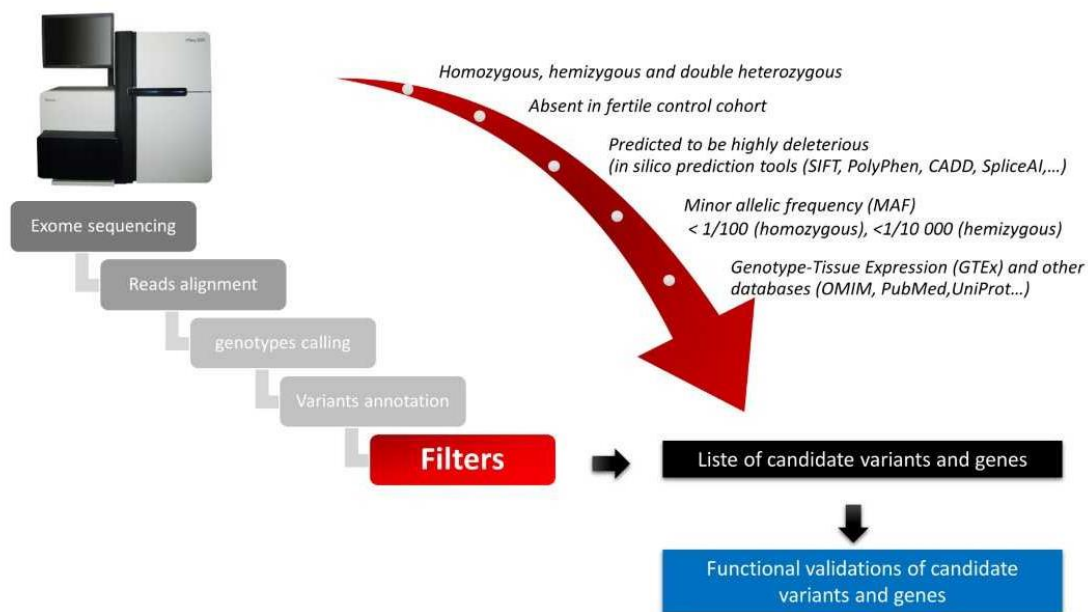 Homozygous, hemizygous and double heterozygous
Absent in fertile control cohort
Predicted to be highly deleterious
(in silico prediction tools (SIFT, PolyPhen, CADD, SpliceAI,...)
Minor allelic frequency (MAF)
< 1/100 (homozygous), <1/10 000 (hemizygous)
Genotype-Tissue Expression (GTEx) and other
databases (OMIM, PubMed,UniProt...)
Exome sequencing
Reads alignment
genotypes calling
Variants annotation
Filters
Liste of candidate variants and genes
Functional validations of candidate
variants and genes